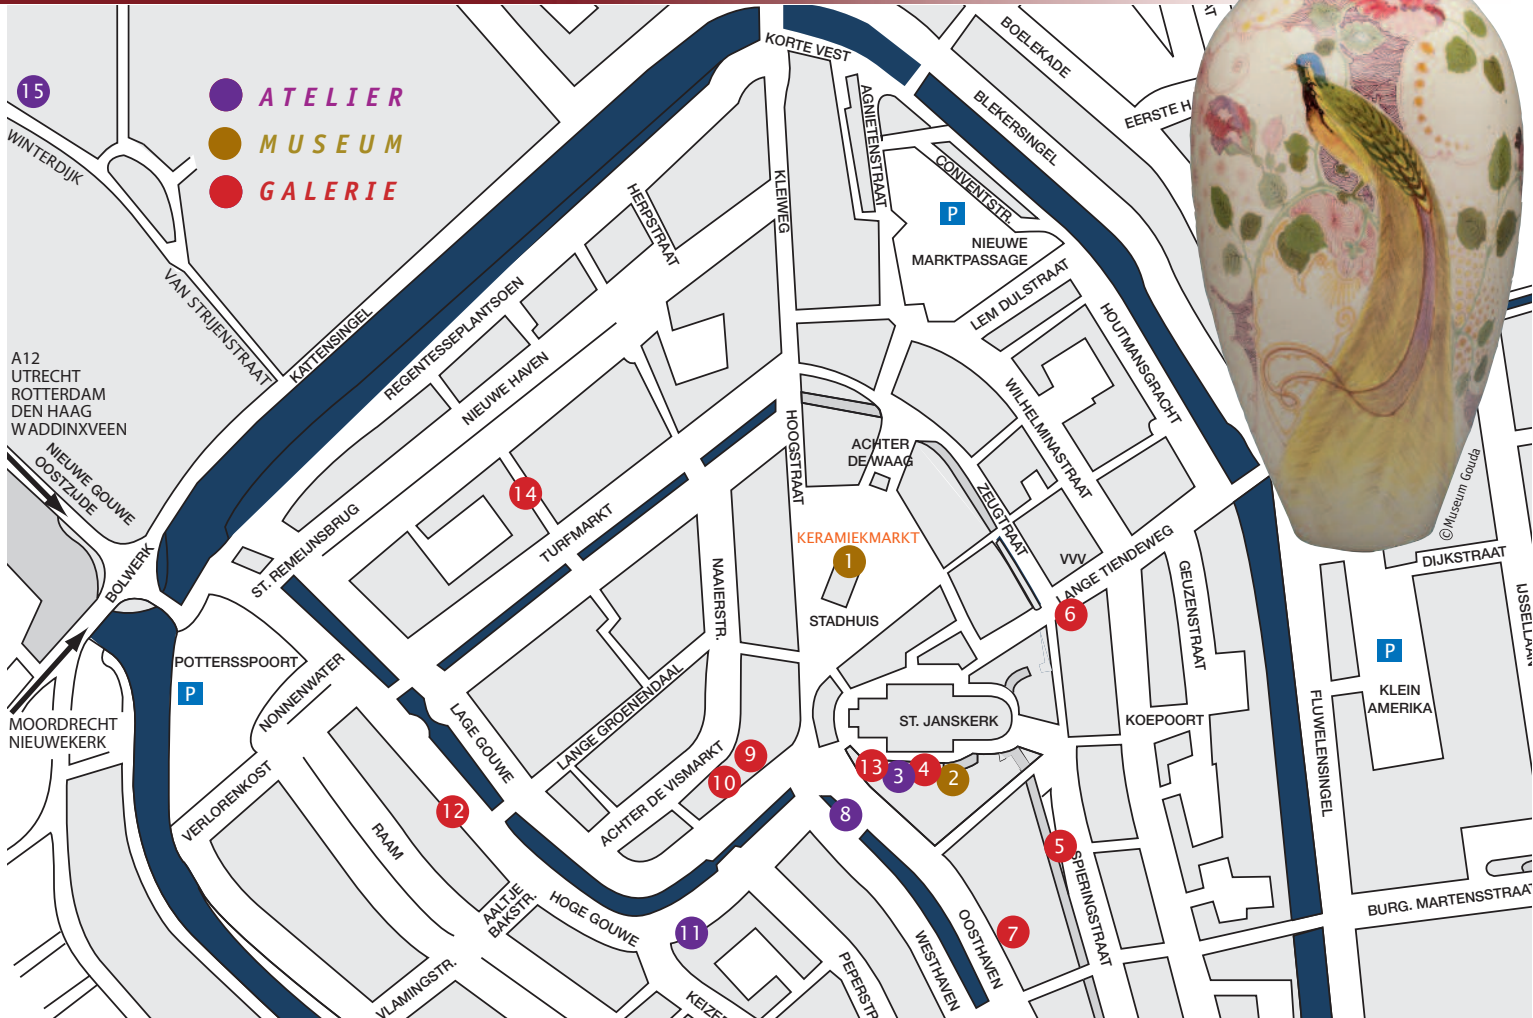 ATELIER
MUSEUM
GALERIE
15
WINTERDIJK
VAN STRIJENSTRAAT
KATTENSINGEL
A12
UTRECHT
ROTTERDAM
DEN HAAG
WADDINXVEEN
NIEUWE GOUWE
OOSTZIJDE
BOLWERK
MOORDRECHT
NIEUWEKERK
KORTE VEST
BOELEKADE
BLEKERSINGEL
EERSTE H
AGNIETENSTRAAT
CONVENTSTR.
P
NIEUWE
MARKTPASSAGE
LEM DULSTRAAT
HOUTMANSGRACHT
KLEIWEG
HERPSTRAAT
REGENTESSEPLANTSOEN
NIEUWE HAVEN
WILHELMINASTRAAT
HOOGSTRAAT
ACHTER
DE WAAG
ZEUGTRAAT
14
TURFMARKT
ST. REMEIJNSBRUG
KERAMIEKMARKT
1
STADHUIS
NAAIERSTR.
VVV
LANGE TIENDEWEG
6
GEUZENSTRAAT
© Museum Gouda
DIJKSTRAAT
IJSSELLAAN
P
KLEIN
AMERIKA
POTTERSSPOORT
P
NONNENWATER
LAGE GOUWE
LANGE GROENENDAAL
ACHTER DE VISMARKT
9
10
ST. JANSKERK
KOEPOORT
FLUWELENSINGEL
13
3
4
2
8
5
SPIERINGSTRAAT
7
VERLORENKOST
RAAM
12
AALTJE
BAKSTR.
HOGE GOUWE
11
VLAMINGSTR.
PEPERSTR
WESTHAVEN
OOSTHAVEN
BURG. MARTENSSTRAAT